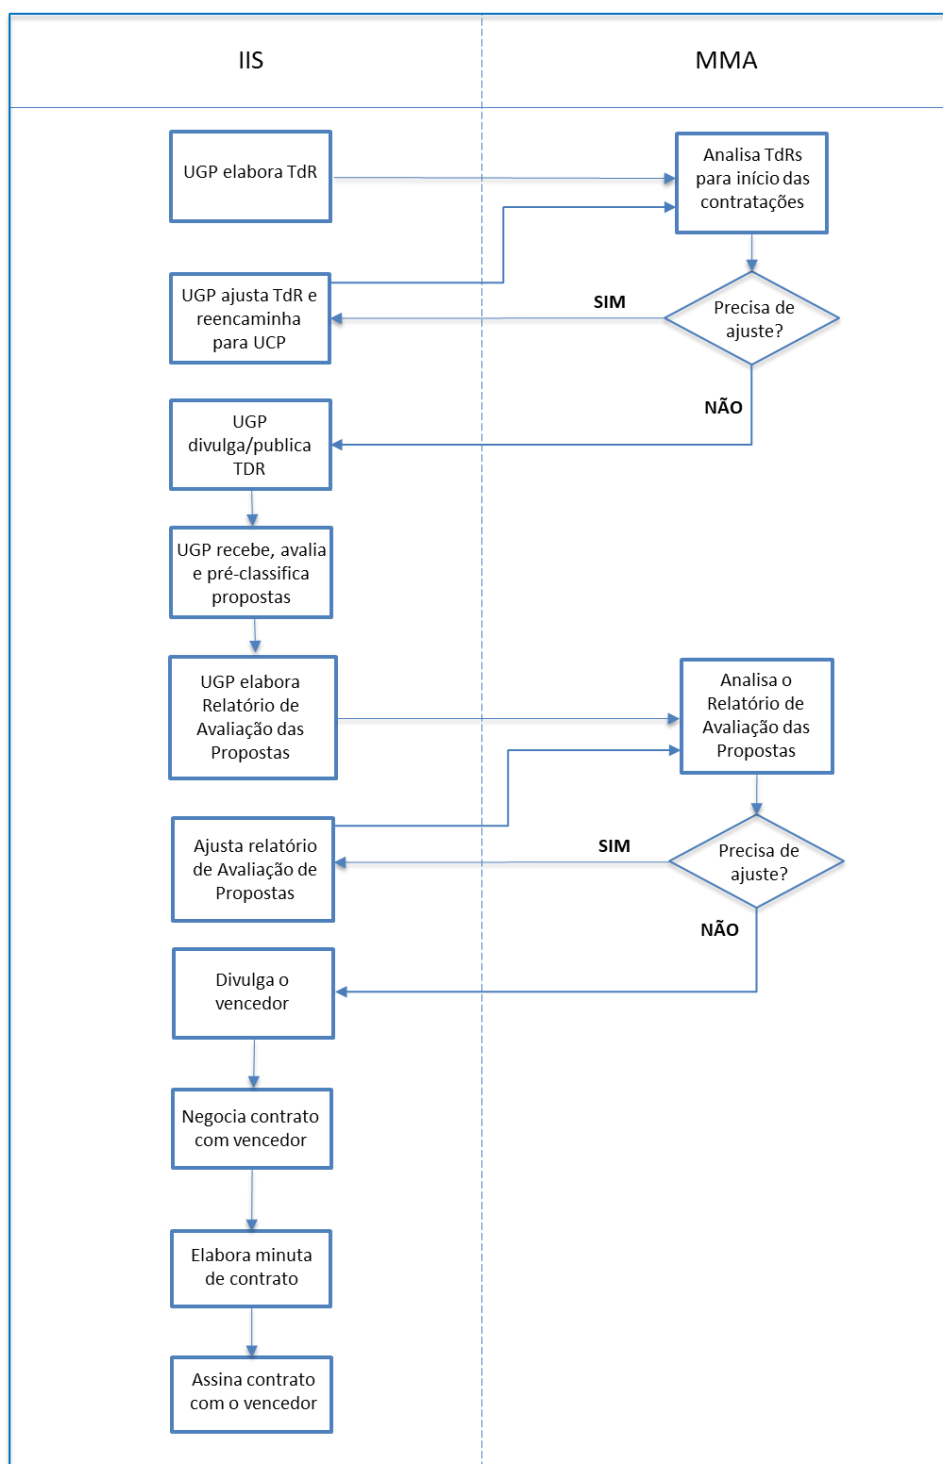 IIS
MMA
UGP elabora TdR
Analisa TdRs
para início das
contratações
UGP ajusta TdR e
reencaminha
para UCP
SIM
Precisa de
ajuste?
NÃO
UGP
divulga/publica
TDR
UGP recebe, avalia
e pré-classifica
propostas
UGP elabora
Relatório de
Avaliação das
Propostas
Analisa o
Relatório de
Avaliação das
Propostas
Ajusta relatório
de Avaliação de
Propostas
SIM
Precisa de
ajuste?
NÃO
Divulga o
vencedor
Negocia contrato
com vencedor
Elabora minuta
de contrato
Assina contrato
com o vencedor